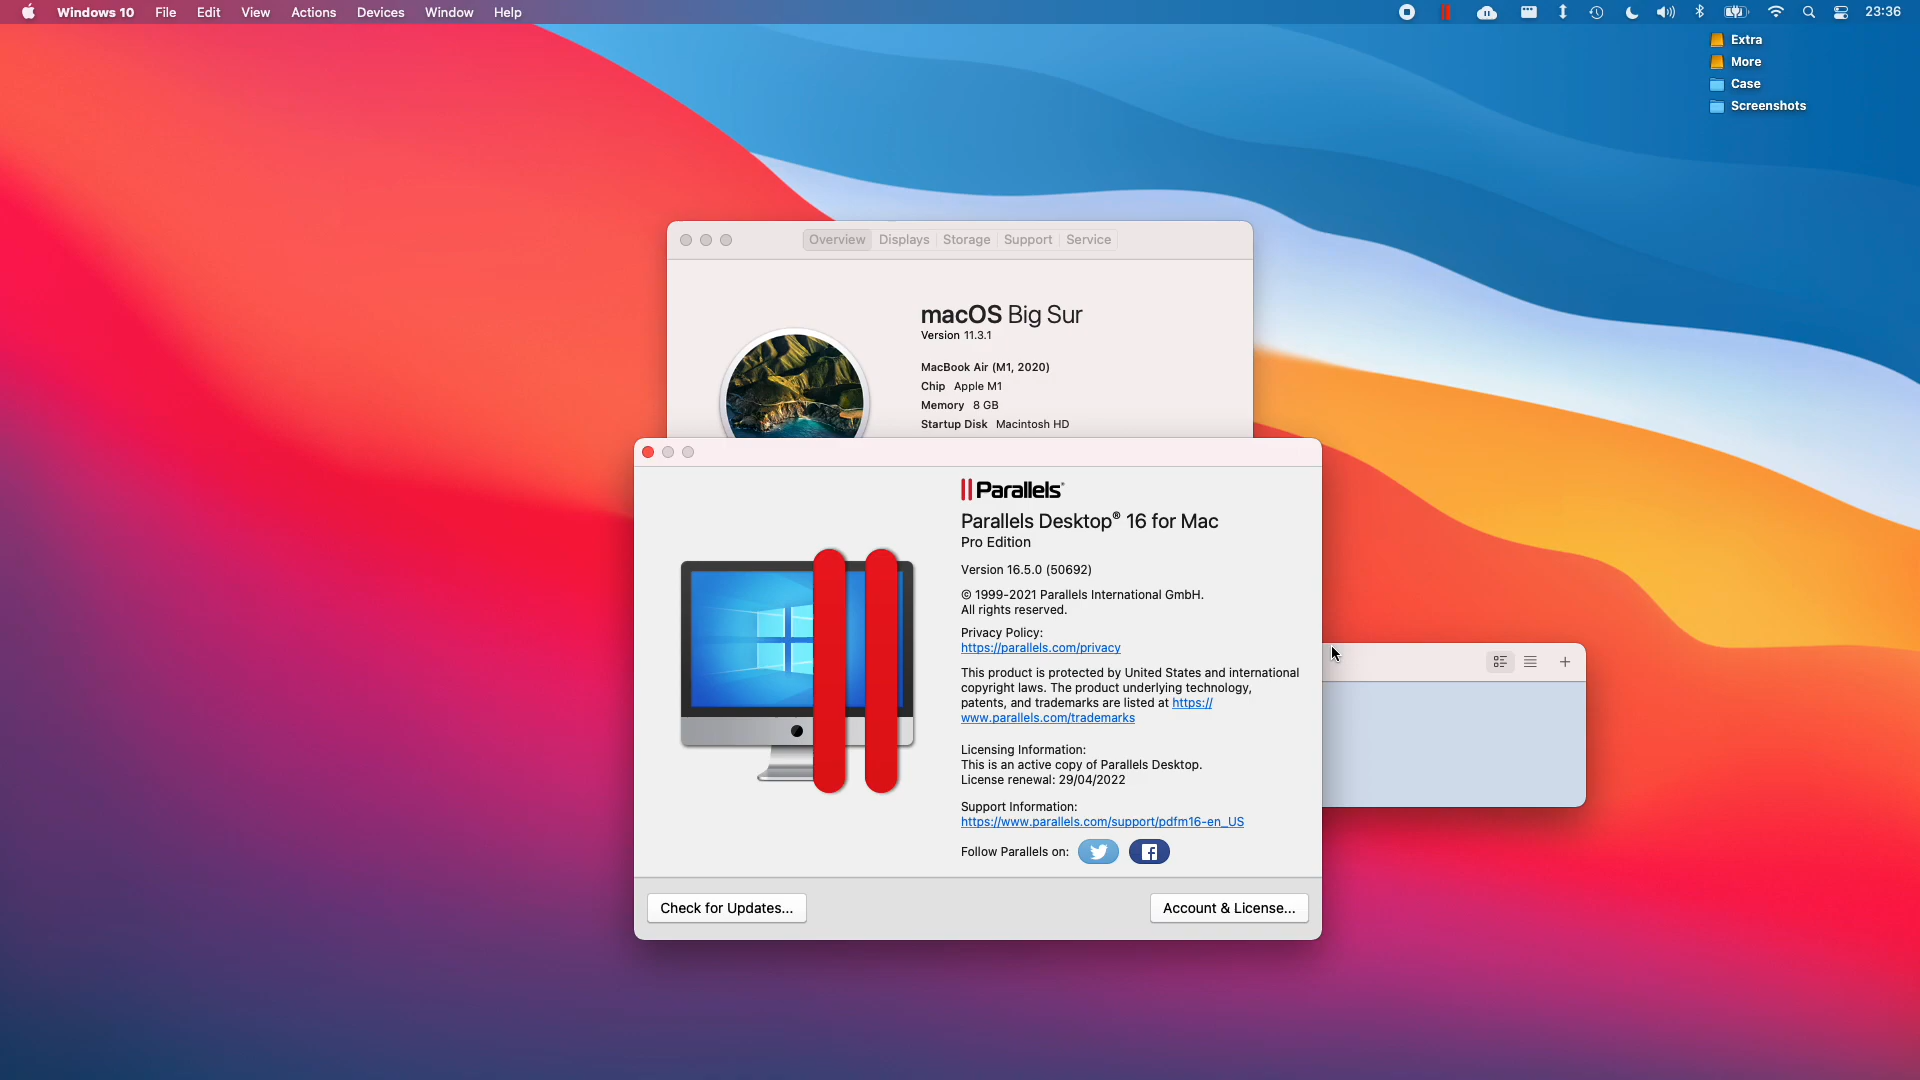 Windows 10 File Edit View Actions Devices Window Help 23:36
Extra
More
Case
Screenshots
Overview Displays Storage Support Service
macOS Big Sur
Version 11.3.1
MacBook Air (M1, 2020)
Chip Apple M1
Memory 8 GB
Startup Disk Macintosh HD
Parallels®
Parallels Desktop® 16 for Mac
Pro Edition
Version 16.5.0 (50692)
© 1999-2021 Parallels International GmbH.
All rights reserved.
Privacy Policy:
https://parallels.com/privacy
This product is protected by United States and international
copyright laws. The product underlying technology,
patents, and trademarks are listed at https://
www.parallels.com/trademarks
Licensing Information:
This is an active copy of Parallels Desktop.
License renewal: 29/04/2022
Support Information:
https://www.parallels.com/support/pdfm16-en_US
Follow Parallels on:
Check for Updates... Account & License...